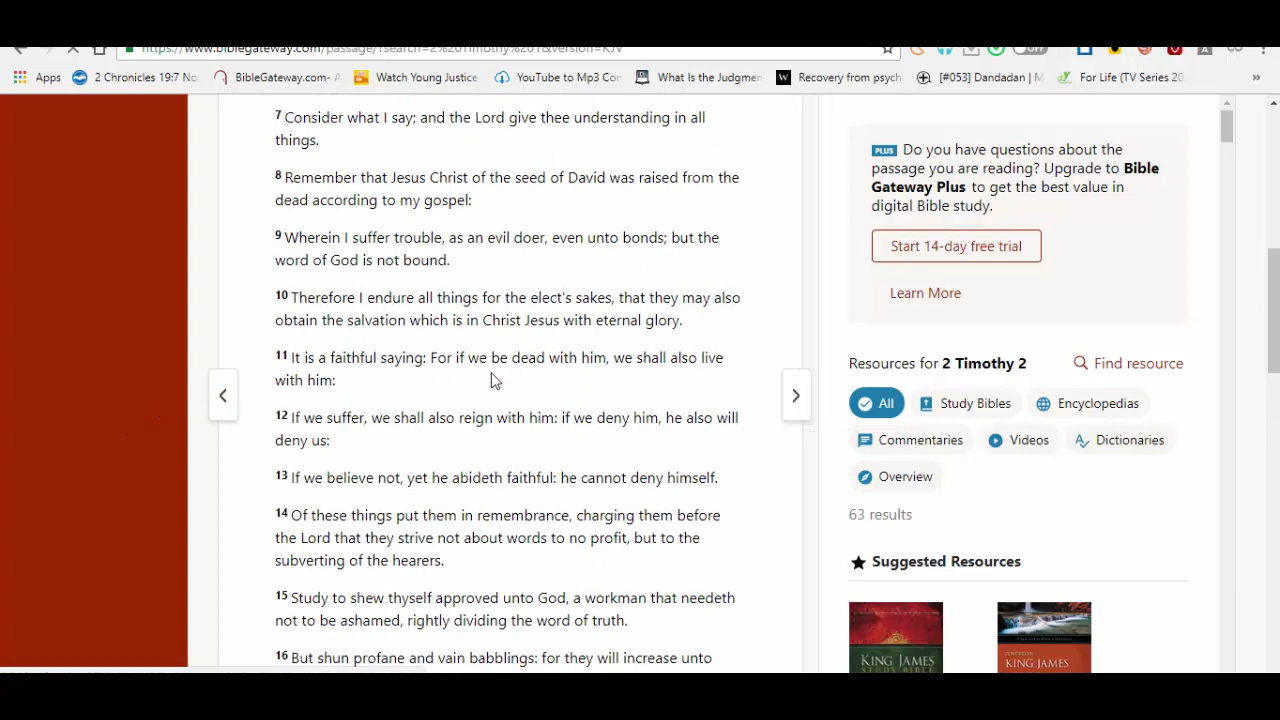 https://www.biblegateway.com/passage/?search=2%20Timothy%201&version=KJV
Apps
2 Chronicles 19:7 No
BibleGateway.com- A
Watch Young Justice
YouTube to Mp3 Con
What Is the Judgmen
Recovery from psych
[#053] Dandadan | M
For Life (TV Series 20
»
7 Consider what I say; and the Lord give thee understanding in all
things.
8 Remember that Jesus Christ of the seed of David was raised from the
dead according to my gospel:
9 Wherein I suffer trouble, as an evil doer, even unto bonds; but the
word of God is not bound.
10 Therefore I endure all things for the elect's sakes, that they may also
obtain the salvation which is in Christ Jesus with eternal glory.
11 It is a faithful saying: For if we be dead with him, we shall also live
with him:
12 If we suffer, we shall also reign with him: if we deny him, he also will
deny us:
13 If we believe not, yet he abideth faithful: he cannot deny himself.
14 Of these things put them in remembrance, charging them before
the Lord that they strive not about words to no profit, but to the
subverting of the hearers.
15 Study to shew thyself approved unto God, a workman that needeth
not to be ashamed, rightly dividing the word of truth.
16 But shun profane and vain babblings: for they will increase unto
PLUS Do you have questions about the
passage you are reading? Upgrade to Bible
Gateway Plus to get the best value in
digital Bible study.
Start 14-day free trial
Learn More
Resources for 2 Timothy 2
Find resource
All
Study Bibles
Encyclopedias
Commentaries
Videos
Dictionaries
Overview
63 results
Suggested Resources
KING JAMES
STUDY BIBLE
KING JAMES